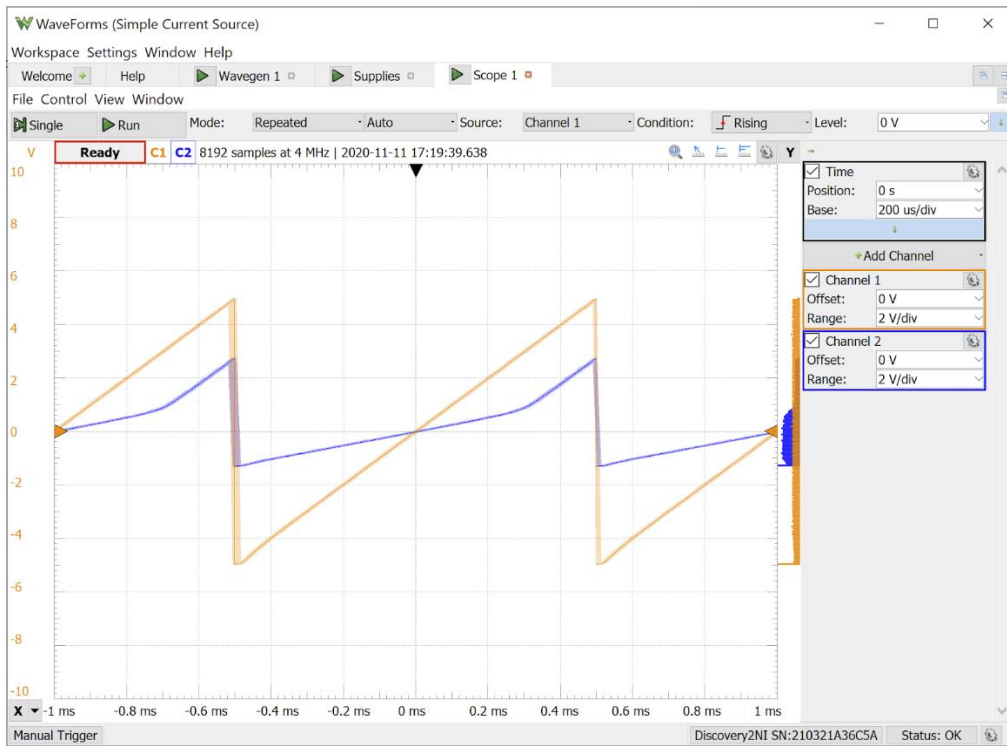 WaveForms (Simple Current Source)
Workspace Settings Window Help
Welcome Help Wavegen 1 Supplies Scope 1
File Control View Window
Single Run Mode: Repeated Auto Source: Channel 1 Condition: Rising Level: 0 V
V Ready C1 C2 8192 samples at 4 MHz | 2020-11-11 17:19:39.638 Y
Time
Position: 0 s
Base: 200 us/div
Add Channel
Channel 1
Offset: 0 V
Range: 2 V/div
Channel 2
Offset: 0 V
Range: 2 V/div
10
8
6
4
2
0
-2
-4
-6
-8
-10
X -1 ms -0.8 ms -0.6 ms -0.4 ms -0.2 ms 0 ms 0.2 ms 0.4 ms 0.6 ms 0.8 ms 1 ms
Manual Trigger Discovery2NI SN:210321A36C5A Status: OK